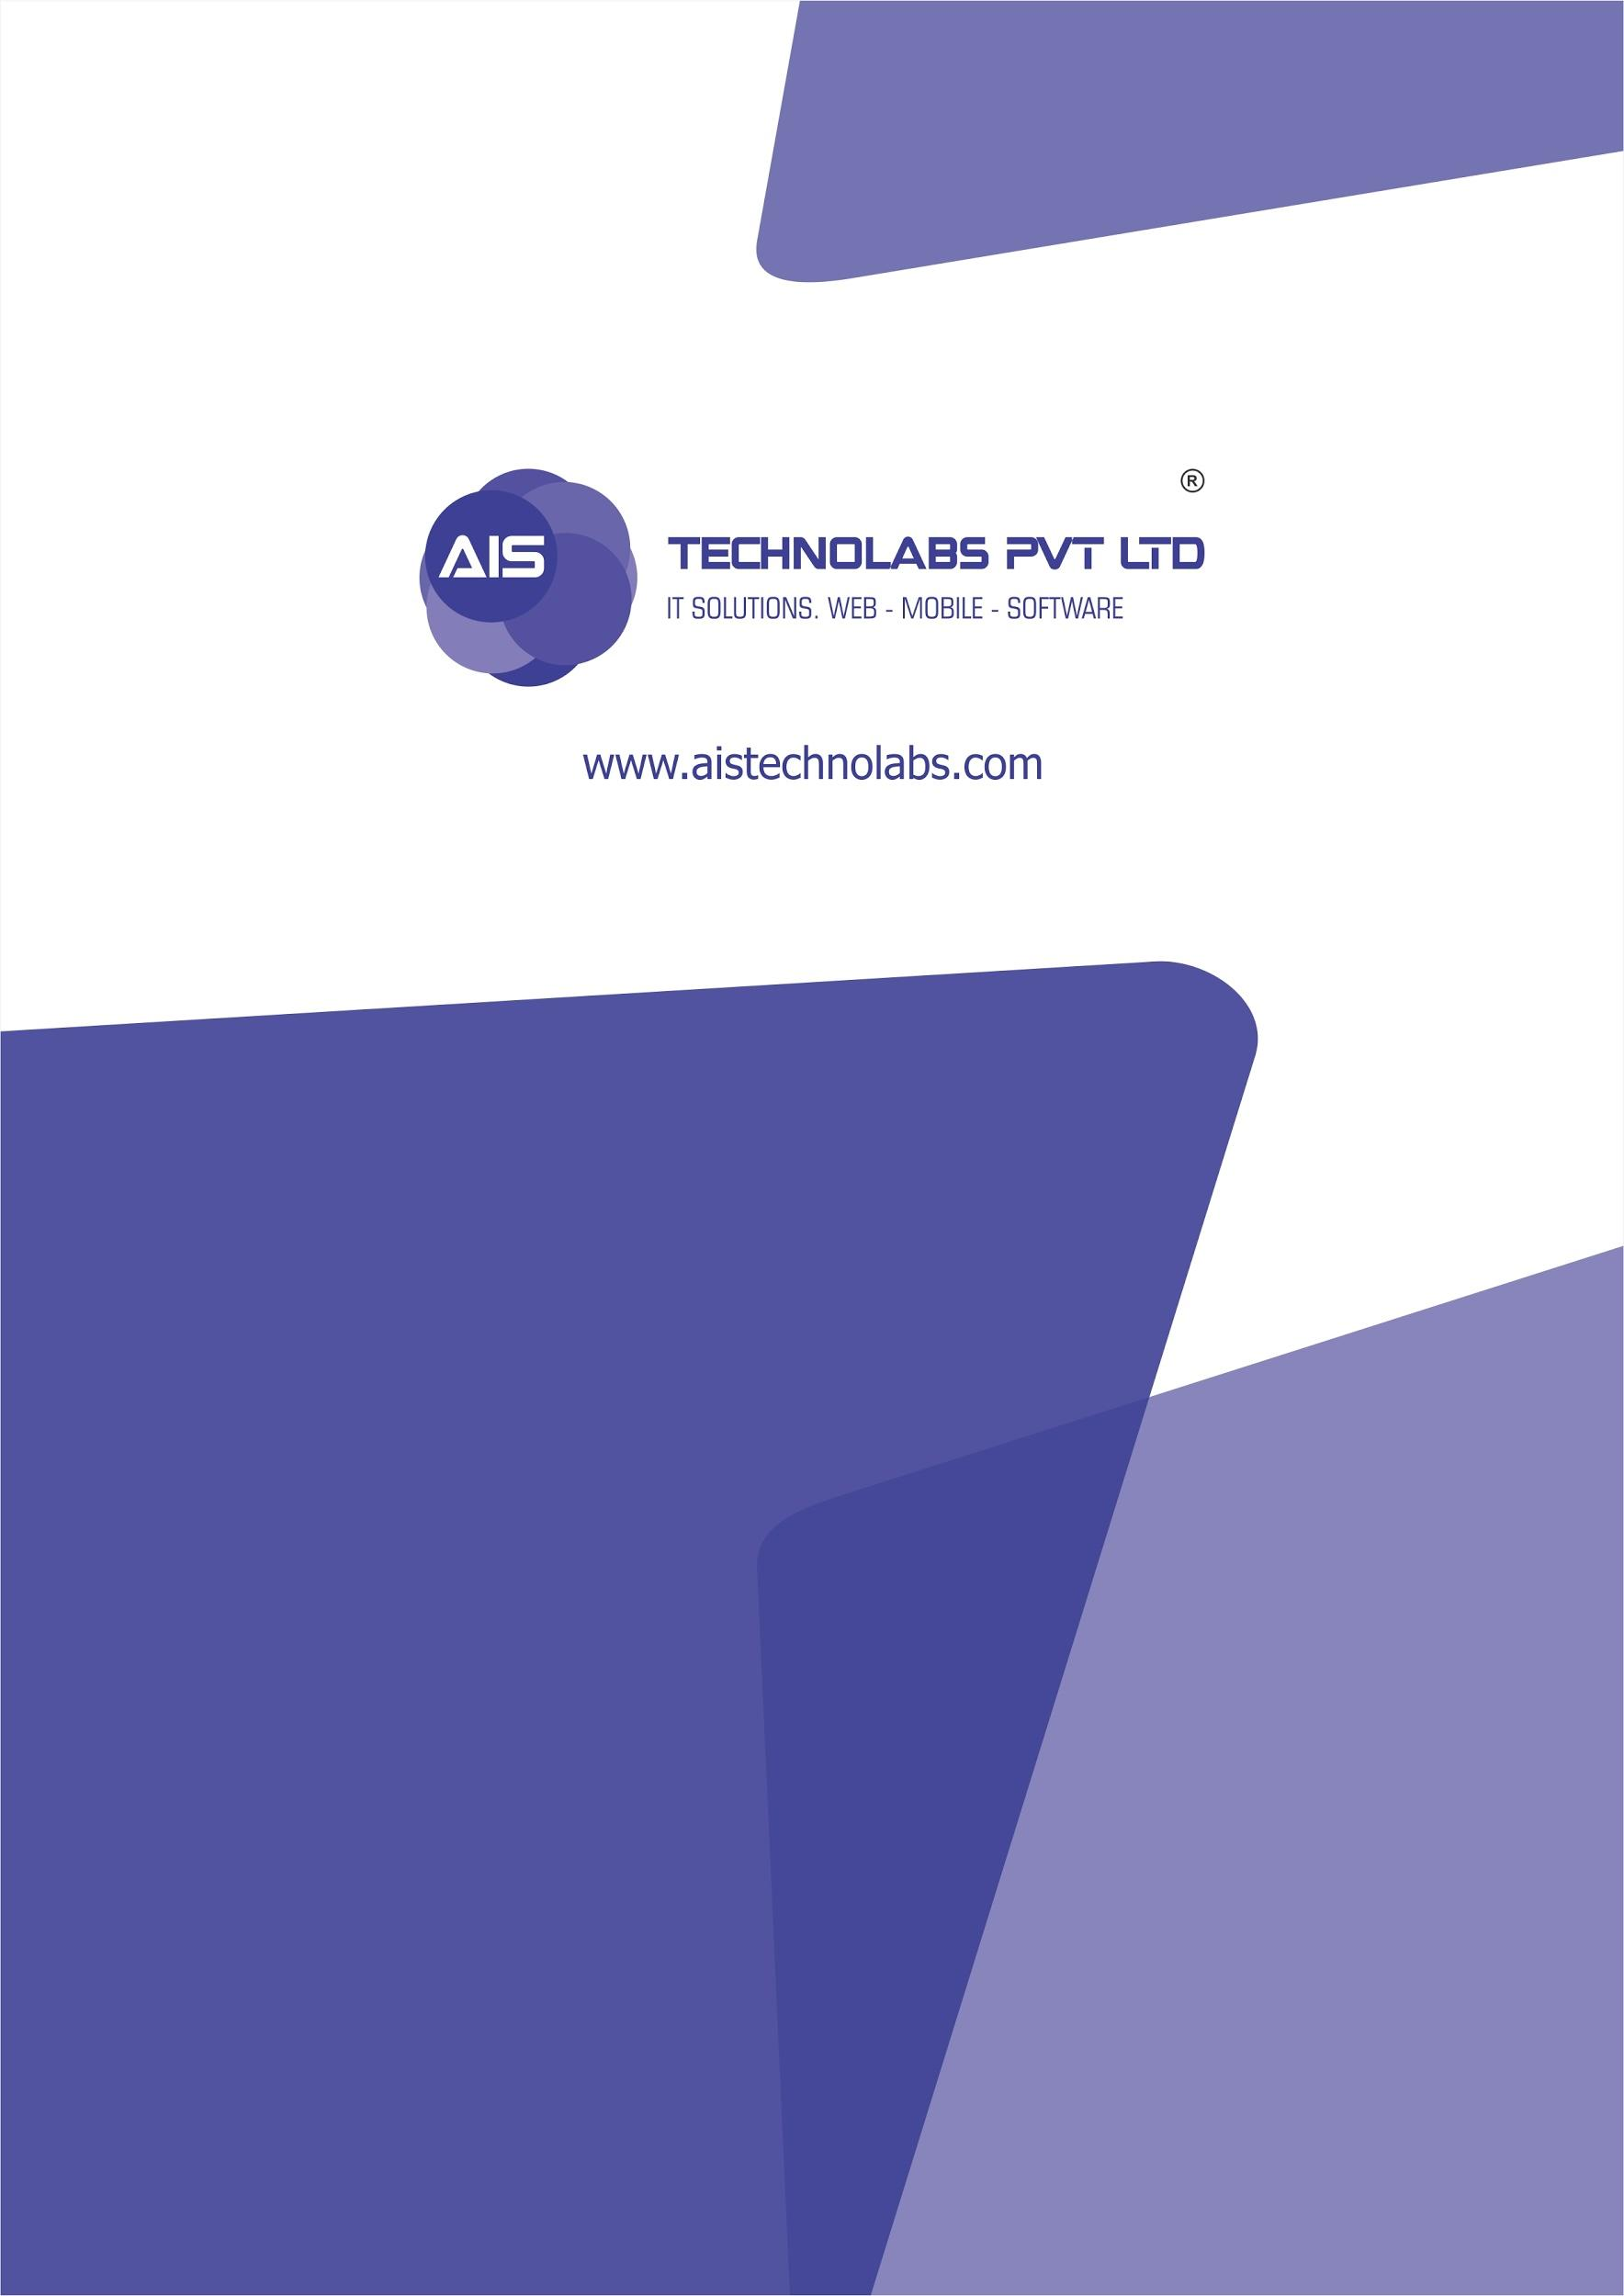 ®
AIS TECHNOLABS PVT LTD
IT SOLUTIONS. WEB - MOBILE - SOFTWARE
www.aistechnolabs.com